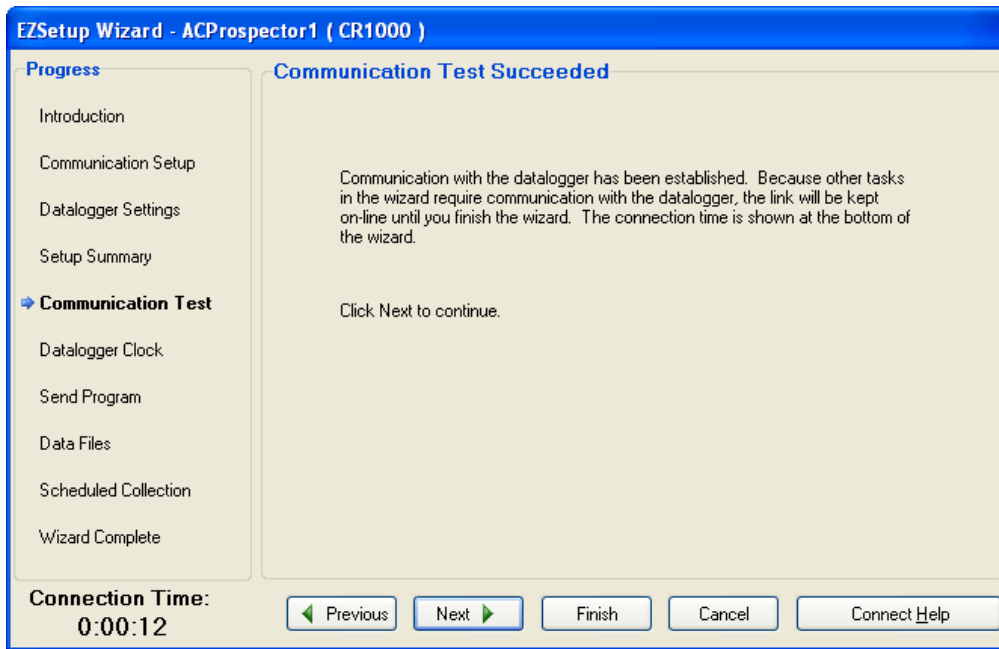 EZSetup Wizard - ACProspector1 ( CR1000 )
Progress
Introduction
Communication Setup
Datalogger Settings
Setup Summary
Communication Test
Datalogger Clock
Send Program
Data Files
Scheduled Collection
Wizard Complete
Communication Test Succeeded
Communication with the datalogger has been established.  Because other tasks
in the wizard require communication with the datalogger, the link will be kept
on-line until you finish the wizard.  The connection time is shown at the bottom of
the wizard.
Click Next to continue.
Connection Time:
0:00:12
Previous
Next
Finish
Cancel
Connect Help